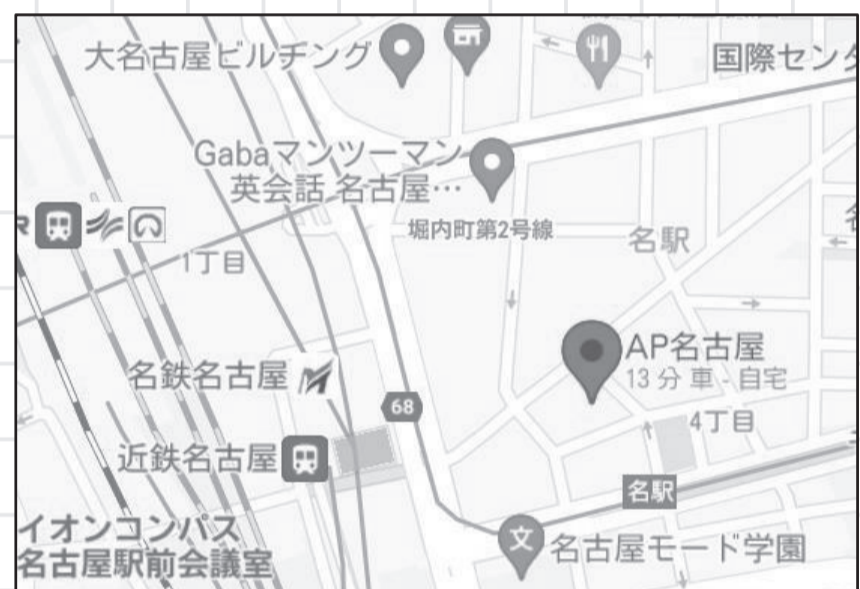 大名古屋ビルヂング
国際センタ
Gabaマンツーマン
英会話 名古屋…
堀内町第2号線
名駅
1丁目
AP名古屋
13 分 車 - 自宅
名鉄名古屋
68
4丁目
近鉄名古屋
名駅
イオンコンパス
名古屋駅前会議室
文
名古屋モード学園